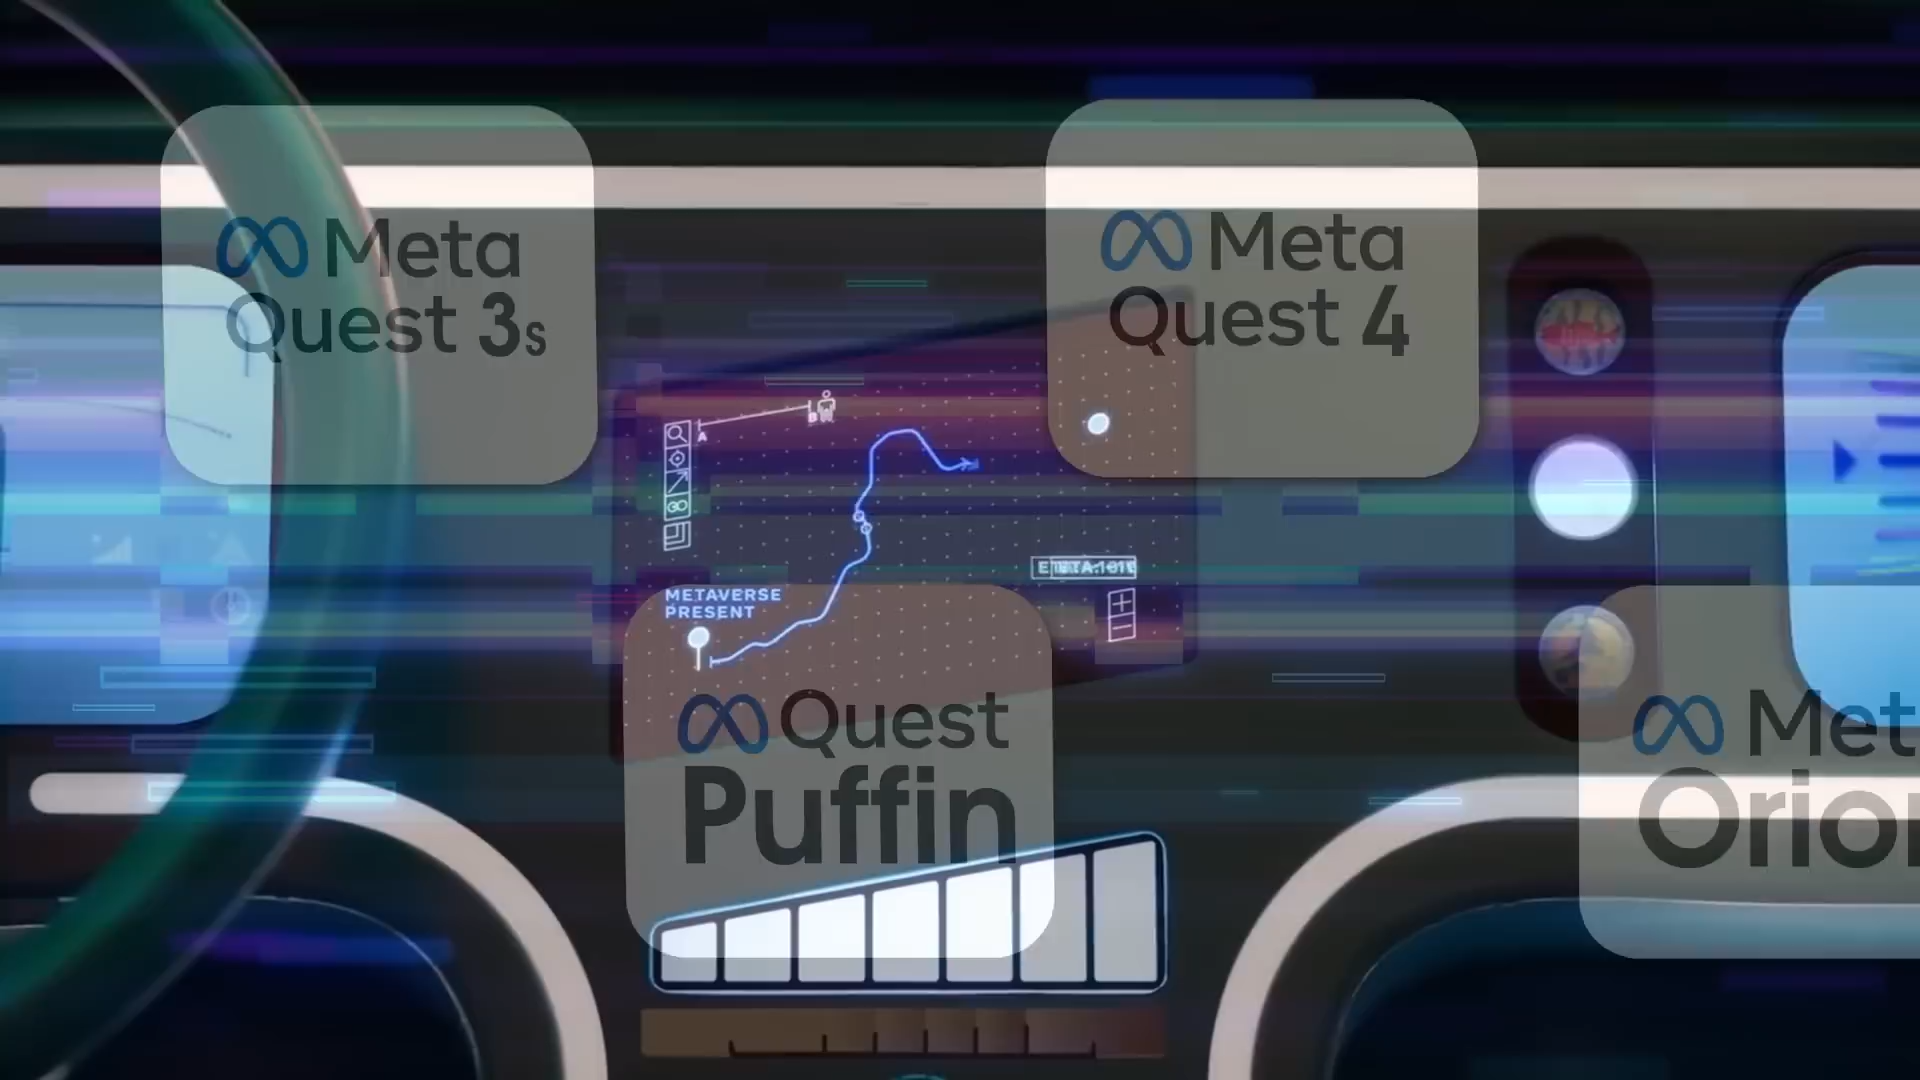 Meta
Quest 3s
Meta
Quest 4
A
B
METAVERSE
PRESENT
Quest
Puffin